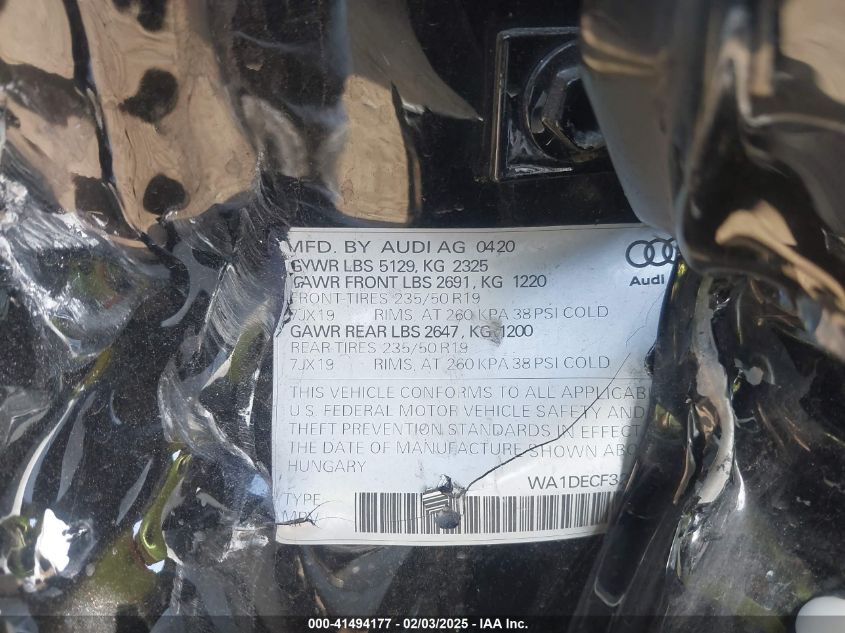 MFD. BY AUDI AG 0420
GVWR LBS 5129, KG 2325
GAWR FRONT LBS 2691, KG 1220
FRONT-TIRES 235/50 R19
7JX19 RIMS, AT 260 KPA 38 PSI COLD
GAWR REAR LBS 2647, KG 1200
REAR-TIRES 235/50 R19
7JX19 RIMS, AT 260 KPA 38 PSI COLD
Audi
THIS VEHICLE CONFORMS TO ALL APPLICAB
U.S. FEDERAL MOTOR VEHICLE SAFETY AND
THEFT PREVENTION STANDARDS IN EFFECT
THE DATE OF MANUFACTURE SHOWN ABO
HUNGARY
WA1DECF3
TYPE
MPV
000-41494177 - 02/03/2025 - IAA Inc.